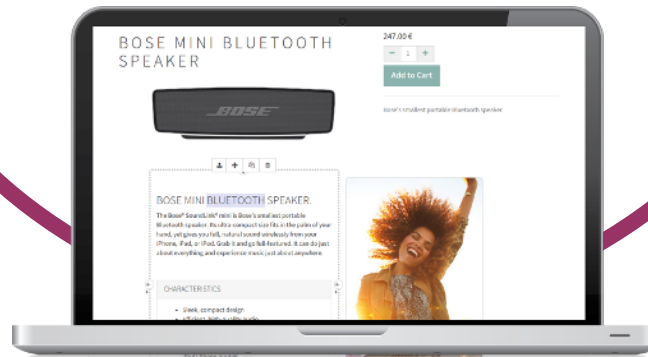 BOSE MINI BLUETOOTH
SPEAKER
247.00 €
− 1 +
Add to Cart
Bose's smallest portable Bluetooth speaker
BOSE
BOSE MINI BLUETOOTH SPEAKER.
The Bose® SoundLink® mini is Bose's smallest portable
Bluetooth speaker. Its ultra-compact size fits in the palm of your
hand, yet gives you full, natural sound wirelessly from your
iPhone, iPad, or iPod. Grab it and go full-featured. It can do just
about everything and experience music just about anywhere.
CHARACTERISTICS
• Sleek, compact design